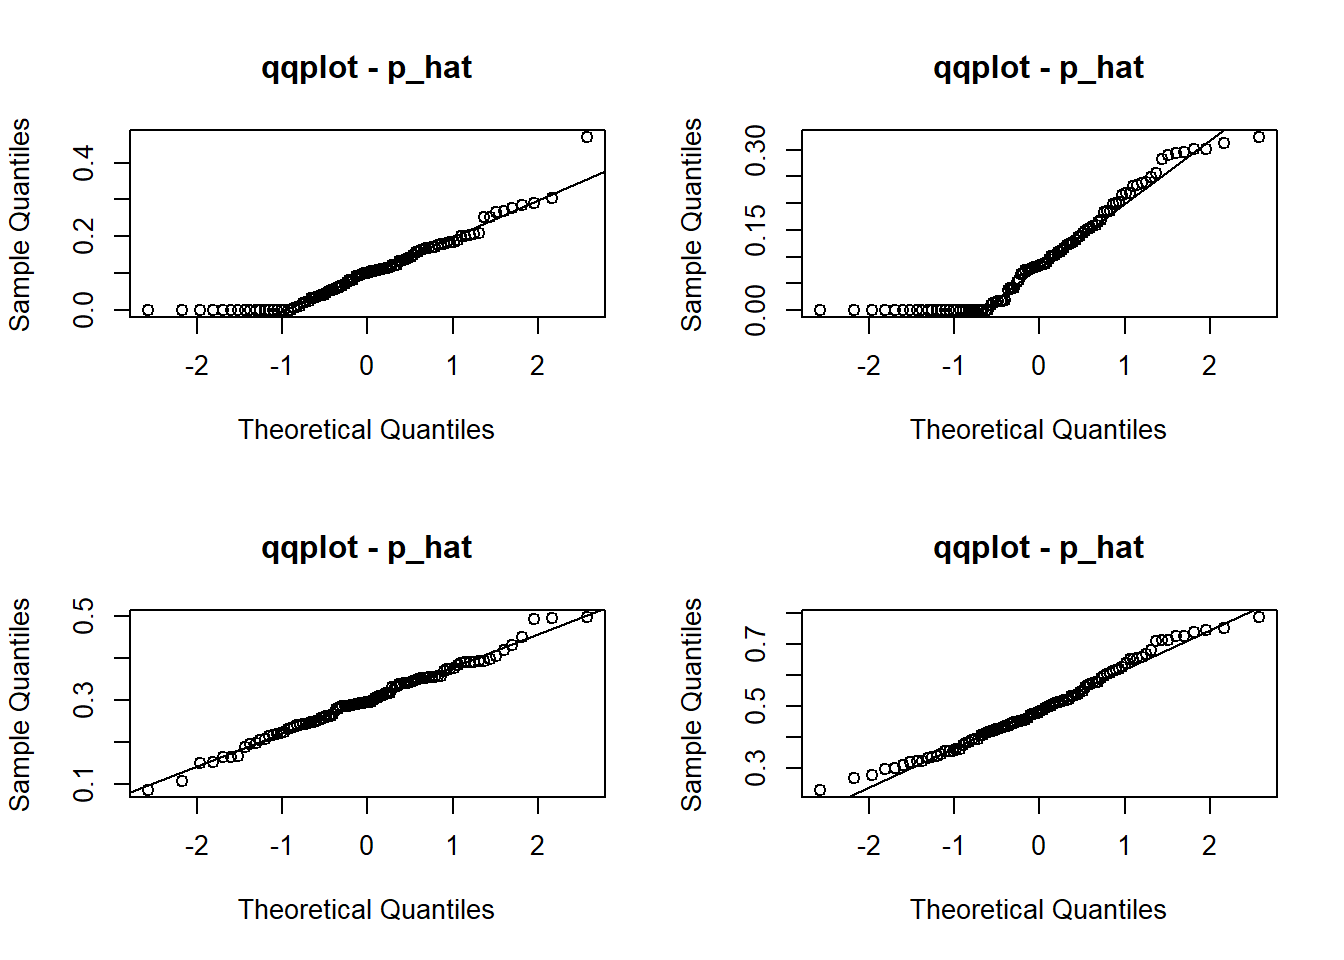 qqplot - p_hat
Sample Quantiles
0.4
0.2
0.0
-2 -1 0 1 2
Theoretical Quantiles
qqplot - p_hat
Sample Quantiles
0.30
0.15
0.00
-2 -1 0 1 2
Theoretical Quantiles
qqplot - p_hat
Sample Quantiles
0.5
0.3
0.1
-2 -1 0 1 2
Theoretical Quantiles
qqplot - p_hat
Sample Quantiles
0.7
0.5
0.3
-2 -1 0 1 2
Theoretical Quantiles